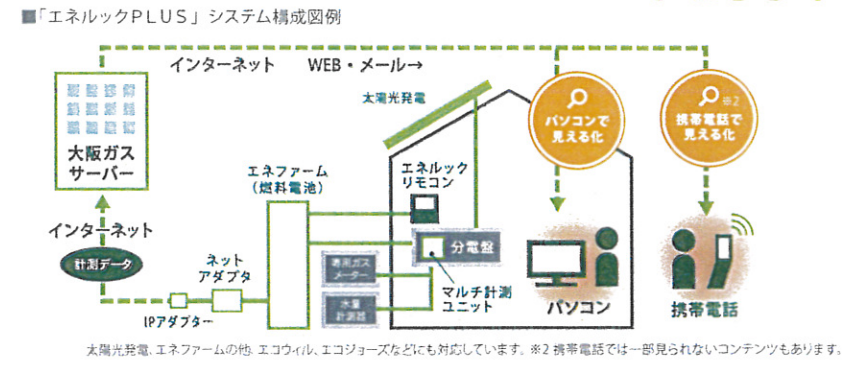 ■「エネルックPLUS」システム構成図例
インターネット WEB・メール→
太陽光発電
パソコンで
見える化
※2
携帯電話で
見える化
大阪ガス
サーバー
エネファーム
(燃料電池)
エネルック
リモコン
インターネット
計測データ
ネット
アダプタ
分電盤
専用ガス
メーター
水量
計測器
マルチ計測
ユニット
IPアダプター
パソコン
携帯電話
太陽光発電、エネファームの他、エコウィル、エコジョーズなどにも対応しています。※2 携帯電話では一部見られないコンテンツもあります。